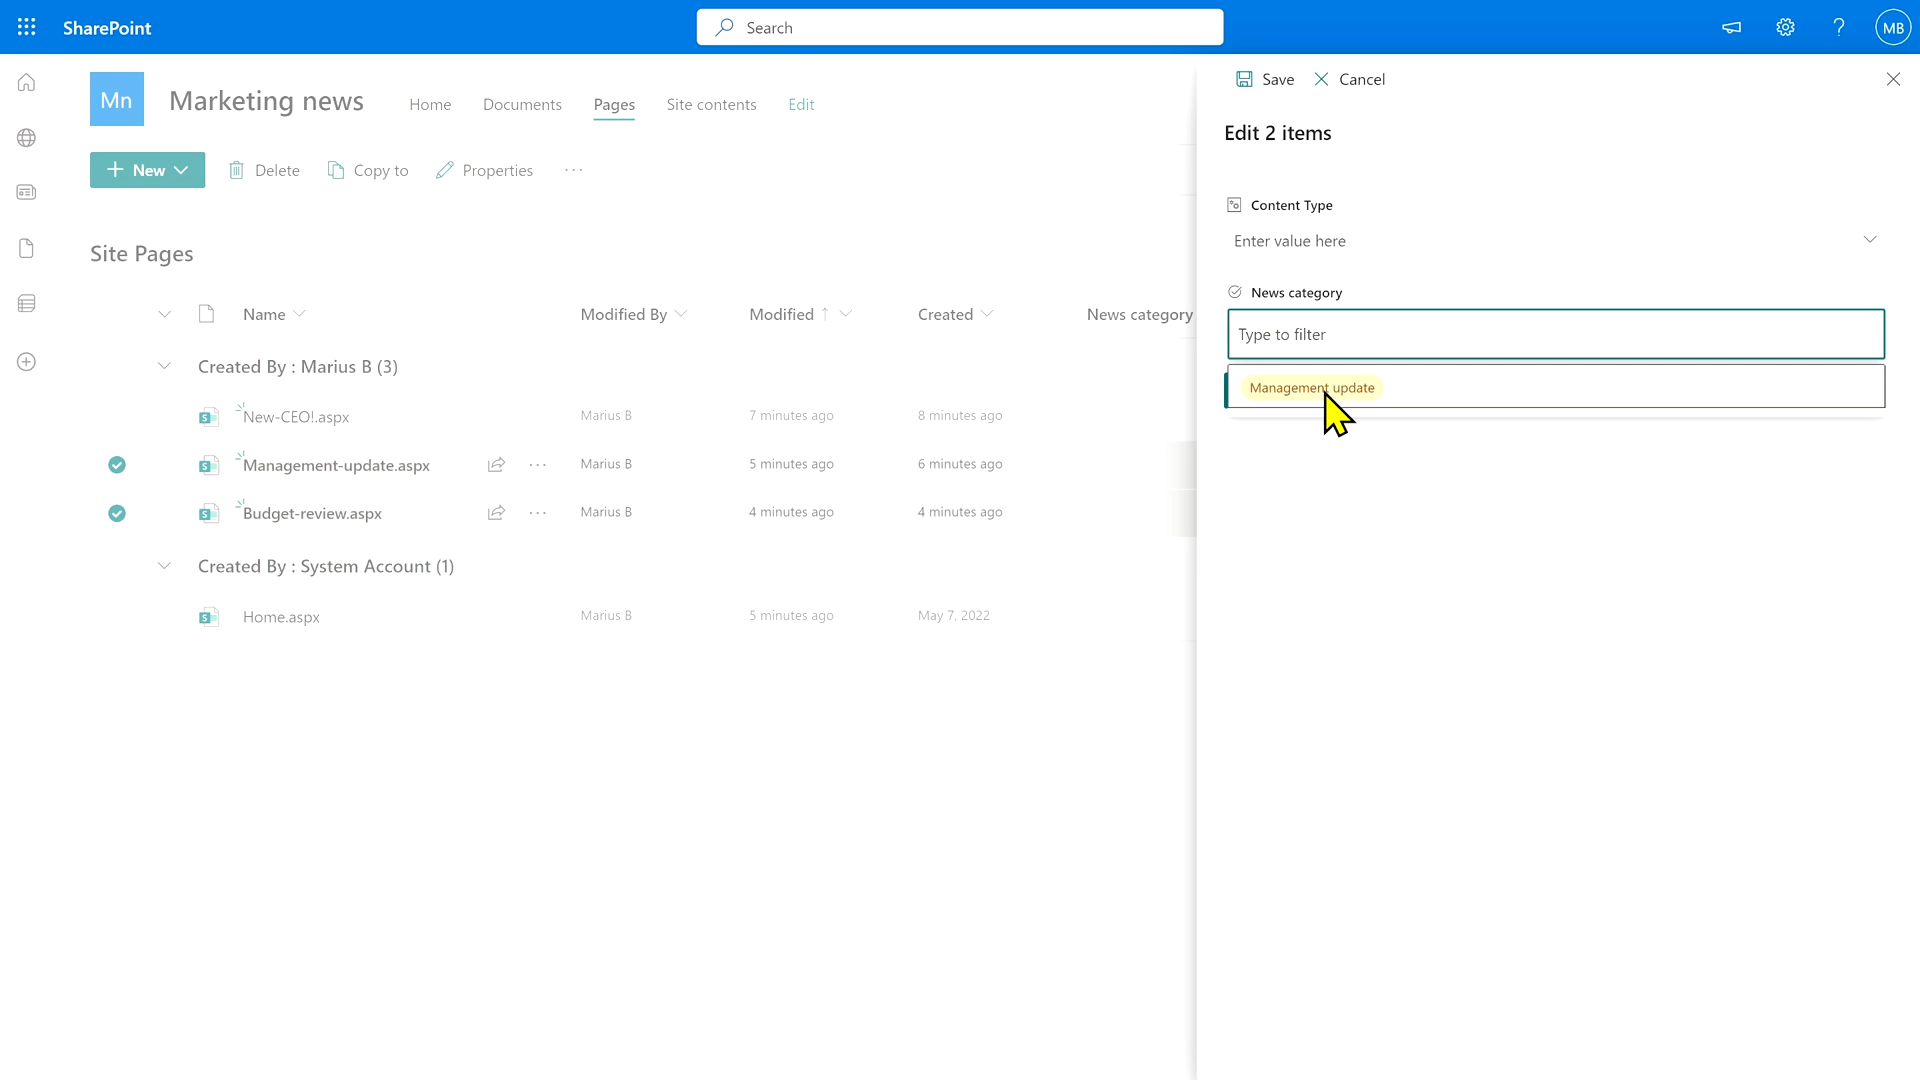 SharePoint
Search
MB
Mn
Marketing news
Home
Documents
Pages
Site contents
Edit
New
Delete
Copy to
Properties
Site Pages
Name
Modified By
Modified
Created
News category
Created By : Marius B (3)
New-CEO!.aspx
Marius B
7 minutes ago
8 minutes ago
Management-update.aspx
Marius B
5 minutes ago
6 minutes ago
Budget-review.aspx
Marius B
4 minutes ago
4 minutes ago
Created By : System Account (1)
Home.aspx
Marius B
5 minutes ago
May 7, 2022
Save
Cancel
Edit 2 items
Content Type
Enter value here
News category
Type to filter
Management update